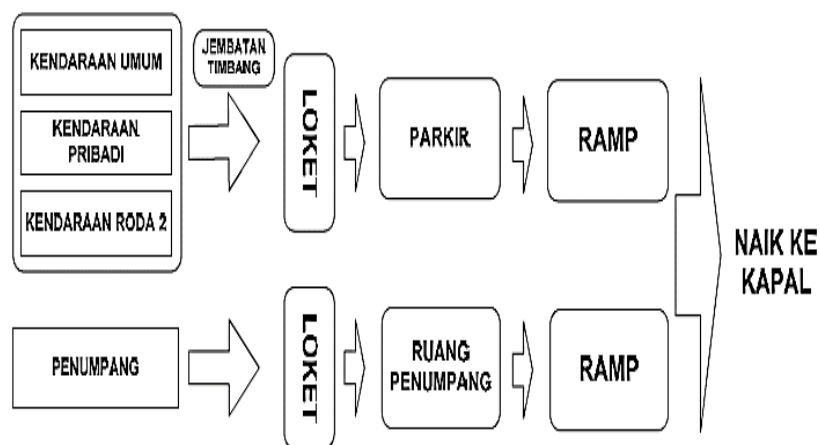 KENDARAAN UMUM
KENDARAAN
PRIBADI
KENDARAAN RODA 2
JEMBATAN
TIMBANG
LOKET
PARKIR
RAMP
PENUMPANG
LOKET
RUANG
PENUMPANG
RAMP
NAIK KE
KAPAL